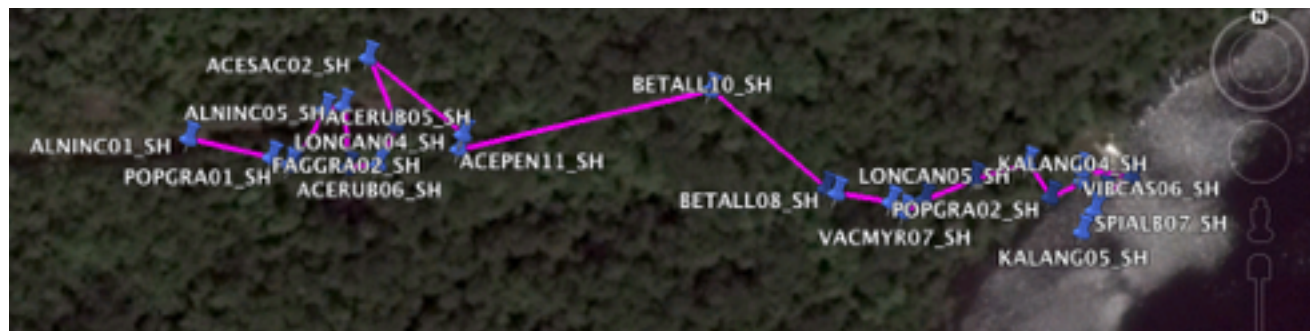 N
ACESAC02_SH
BETALL10_SH
ALNINC05_SH
ACERUB05_SH
ALNINC01_SH
LONCAN04_SH
ACEPEN11_SH
POPGRA01_SH
FAGGRA02_SH
ACERUB06_SH
LONCAN05_SH
KALANG04_SH
BETALL08_SH
POPGRA02_SH
VIBCAS06_SH
VACMYR07_SH
SPIALB07_SH
KALANG05_SH